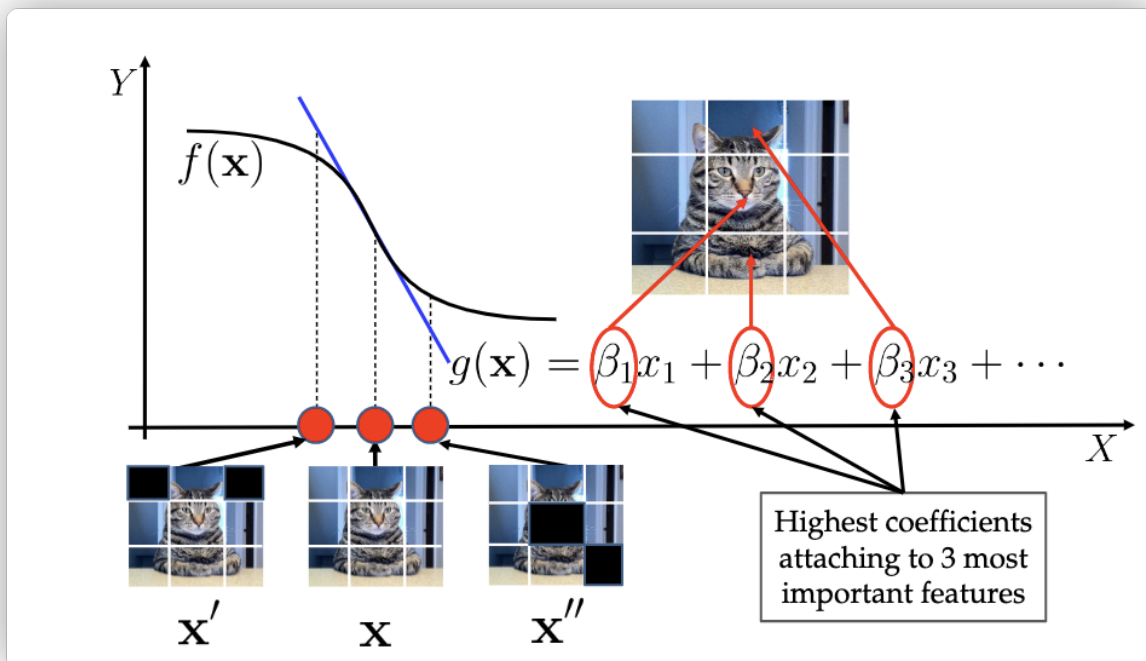 Y
f(𝐱)
g(𝐱) = β₁x₁ + β₂x₂ + β₃x₃ + ⋯
X
Highest coefficients
attaching to 3 most
important features
𝐱′
𝐱
𝐱″